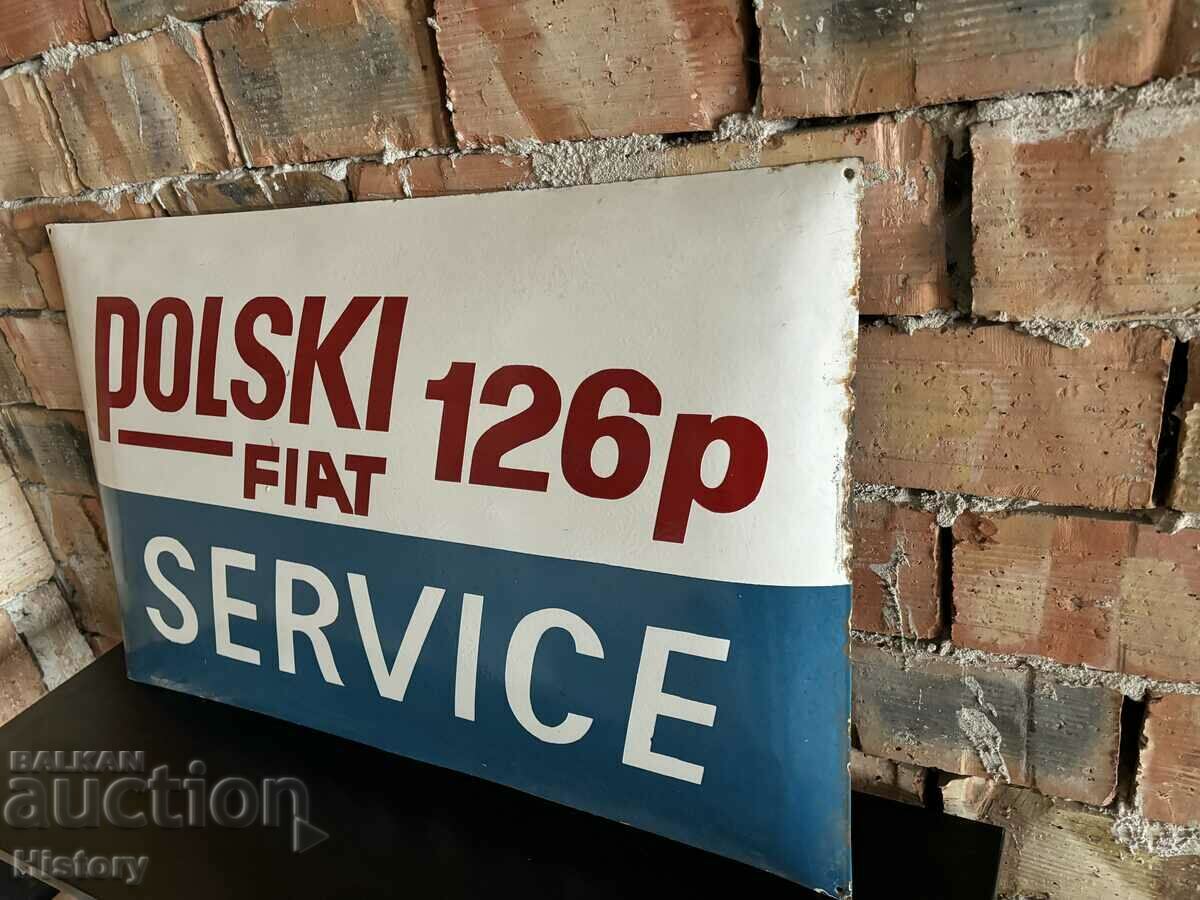 POLSKI 126p
FIAT
SERVICE
BALKAN
auction
History